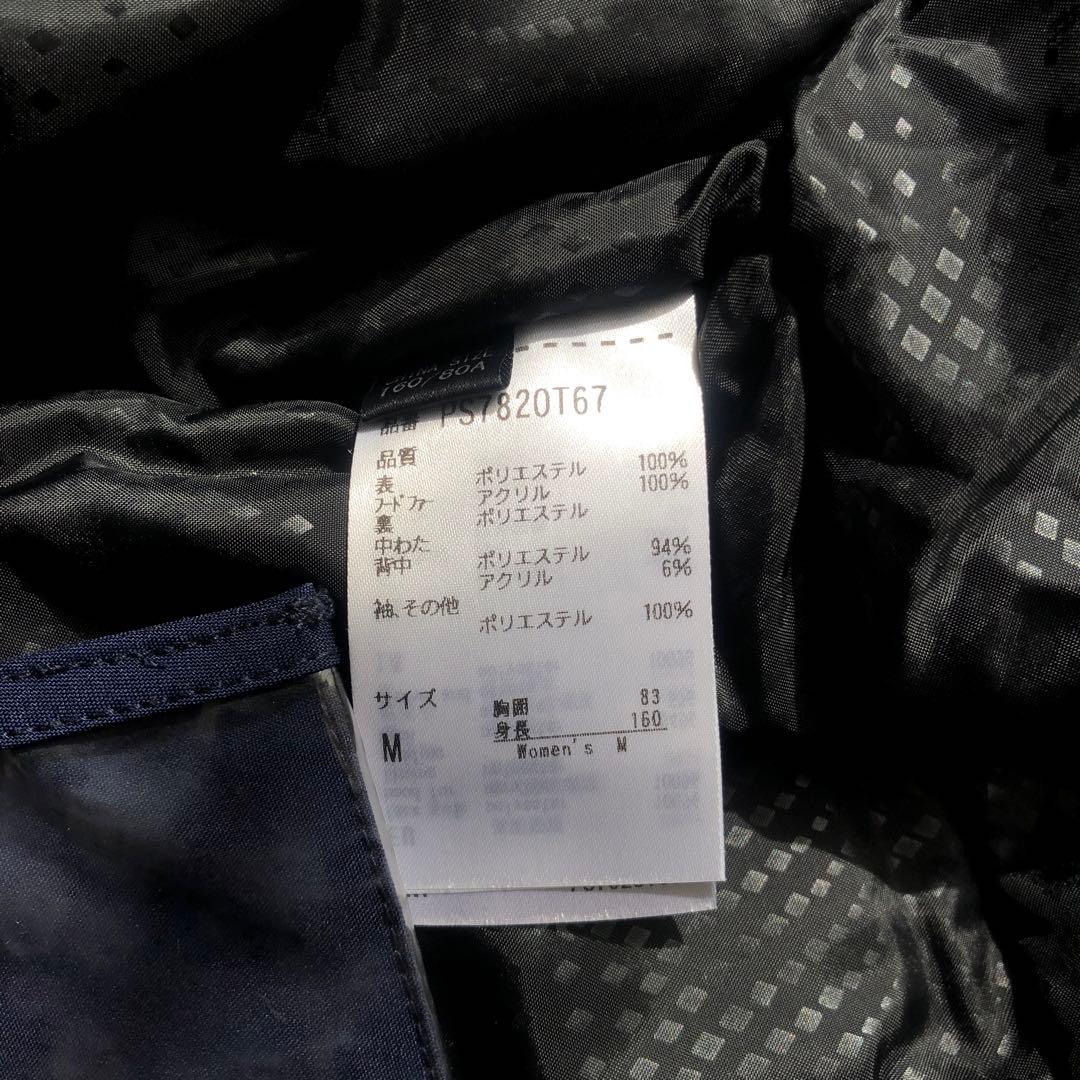 CHINA SIZE
160/80A
品番 PS7820T67
品質
表 ポリエステル 100%
フードファー アクリル 100%
裏 ポリエステル
中わた
背中 ポリエステル 94%
アクリル 6%
袖、その他 ポリエステル 100%
サイズ 胸囲 83
身長 160
M Women's M